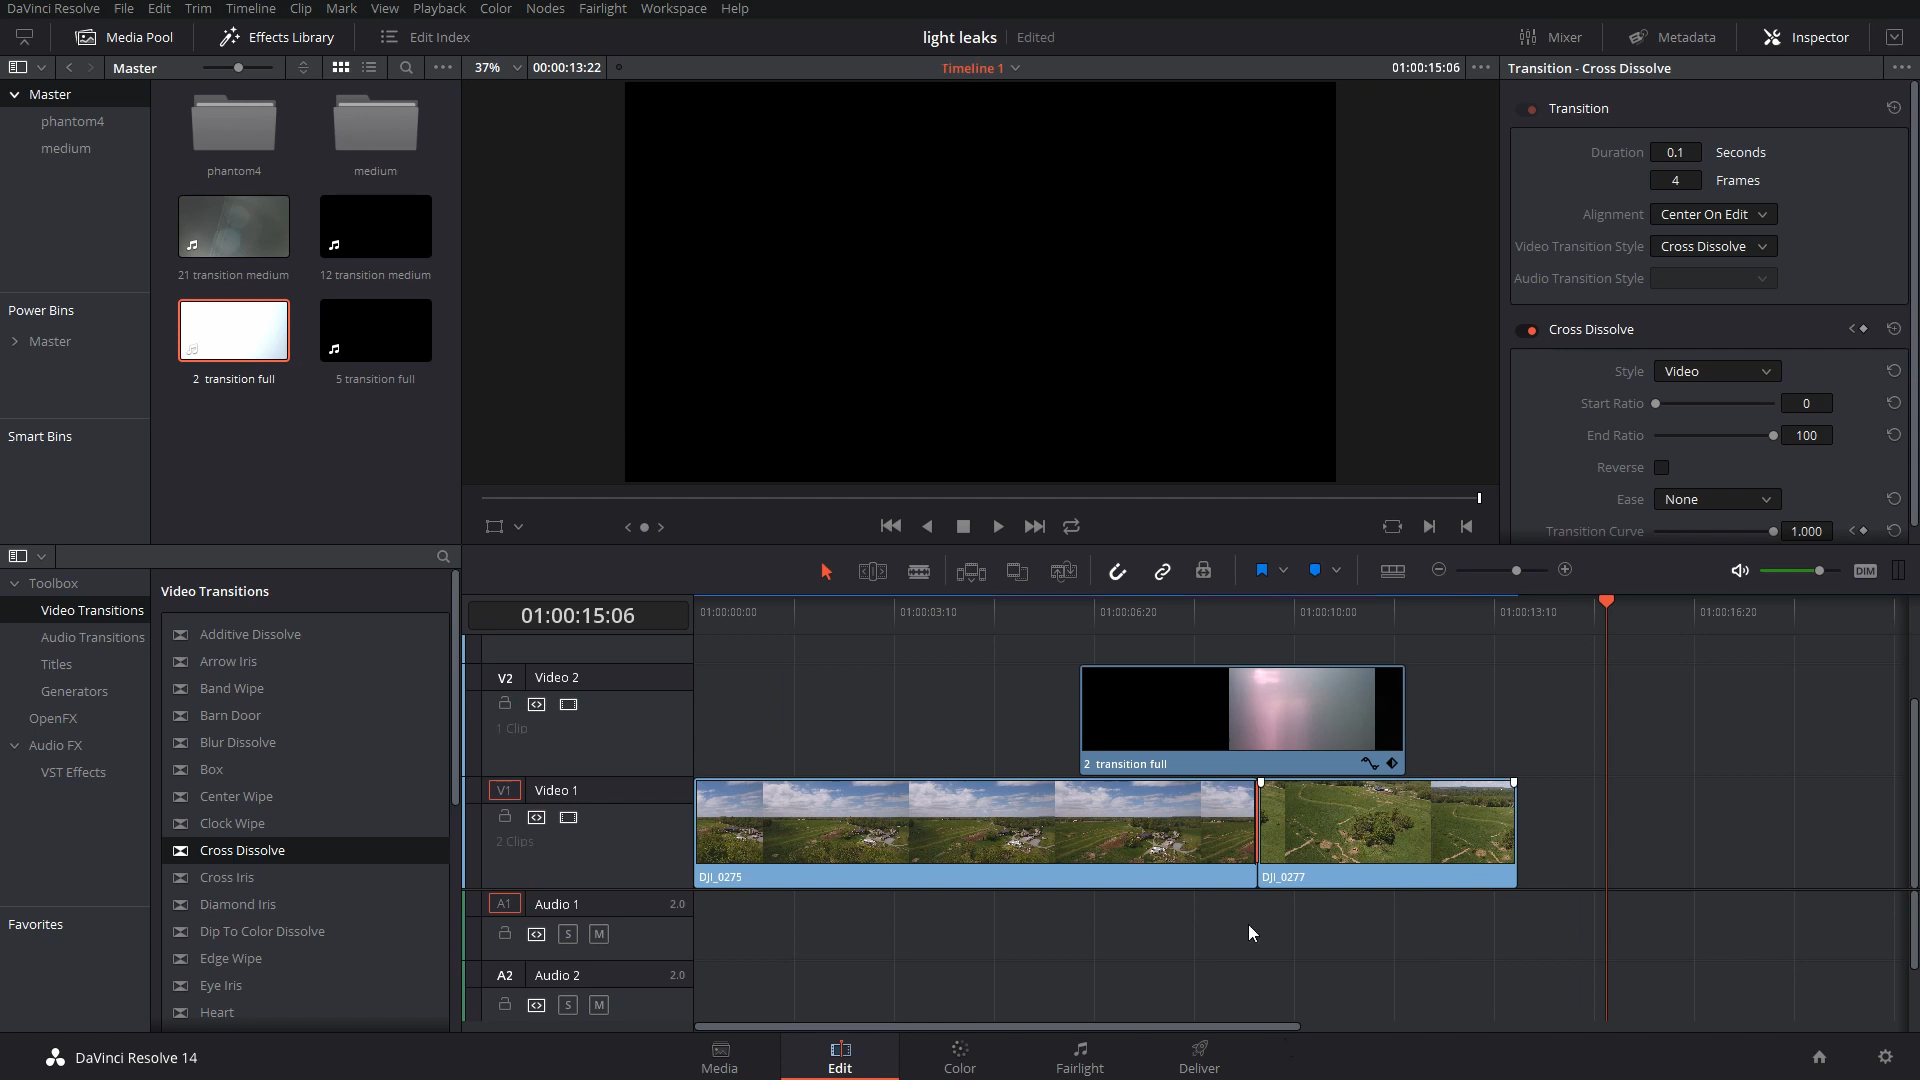 DaVinci Resolve File Edit Trim Timeline Clip Mark View Playback Color Nodes Fairlight Workspace Help
Media Pool Effects Library Edit Index light leaks Edited Mixer Metadata Inspector
Master 37% 00:00:13:22 Timeline 1 01:00:15:06 Transition - Cross Dissolve
Master
phantom4
medium
Power Bins
Master
Smart Bins
phantom4 medium
21 transition medium 12 transition medium
2 transition full 5 transition full
Transition
Duration 0.1 Seconds
4 Frames
Alignment Center On Edit
Video Transition Style Cross Dissolve
Audio Transition Style
Cross Dissolve
Style Video
Start Ratio 0
End Ratio 100
Reverse
Ease None
Transition Curve 1.000
DIM
Toolbox
Video Transitions
Audio Transitions
Titles
Generators
OpenFX
Audio FX
VST Effects
Favorites
Video Transitions
Additive Dissolve
Arrow Iris
Band Wipe
Barn Door
Blur Dissolve
Box
Center Wipe
Clock Wipe
Cross Dissolve
Cross Iris
Diamond Iris
Dip To Color Dissolve
Edge Wipe
Eye Iris
Heart
01:00:15:06 01:00:00:00 01:00:03:10 01:00:06:20 01:00:10:00 01:00:13:10 01:00:16:20
V2 Video 2
1 Clip
2 transition full
V1 Video 1
2 Clips
DJI_0275 DJI_0277
A1 Audio 1 2.0
S M
A2 Audio 2 2.0
S M
DaVinci Resolve 14 Media Edit Color Fairlight Deliver